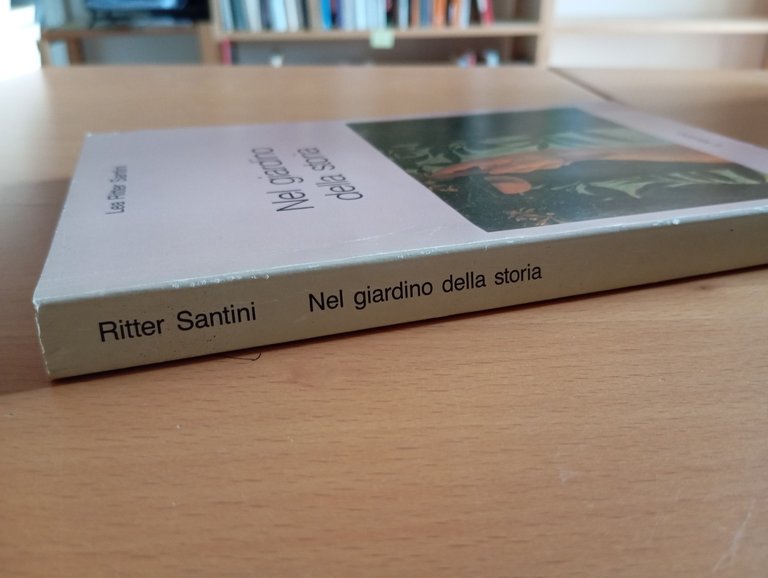 Lea Ritter Santini
Nel giardino
della storia
Ritter Santini Nel giardino della storia